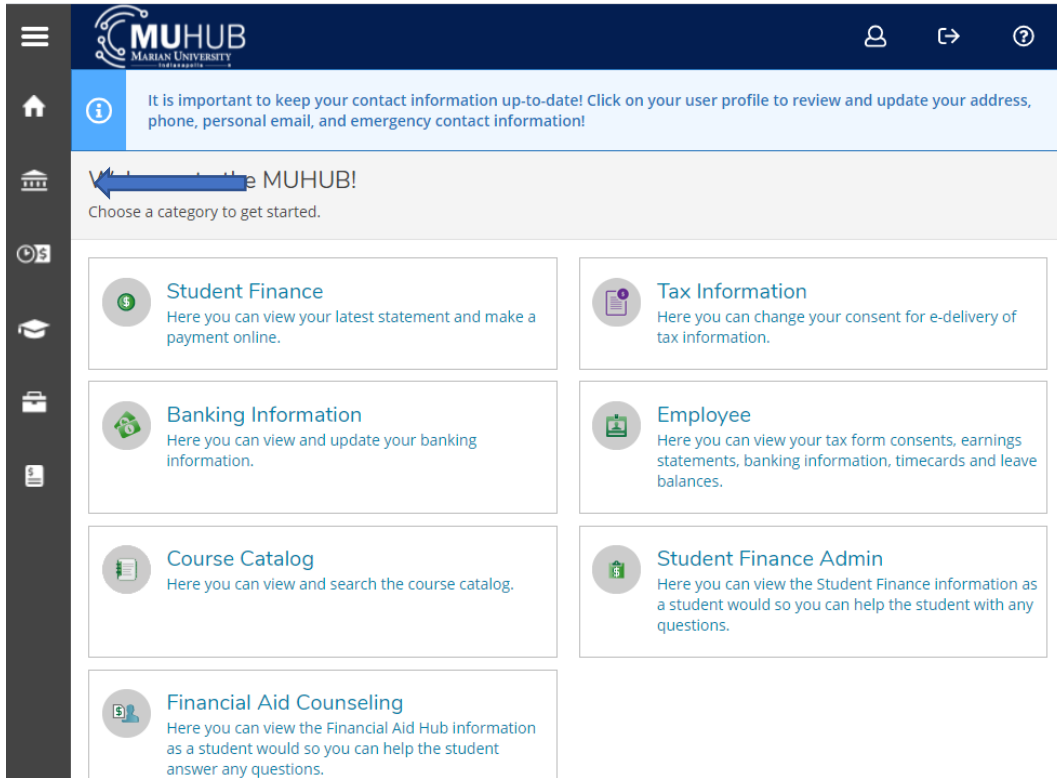 MUHUB
MARIAN UNIVERSITY
Indianapolis
It is important to keep your contact information up-to-date! Click on your user profile to review and update your address,
phone, personal email, and emergency contact information!
MUHUB!
Choose a category to get started.
Student Finance
Here you can view your latest statement and make a
payment online.
Tax Information
Here you can change your consent for e-delivery of
tax information.
Banking Information
Here you can view and update your banking
information.
Employee
Here you can view your tax form consents, earnings
statements, banking information, timecards and leave
balances.
Course Catalog
Here you can view and search the course catalog.
Student Finance Admin
Here you can view the Student Finance information as
a student would so you can help the student with any
questions.
Financial Aid Counseling
Here you can view the Financial Aid Hub information
as a student would so you can help the student
answer any questions.